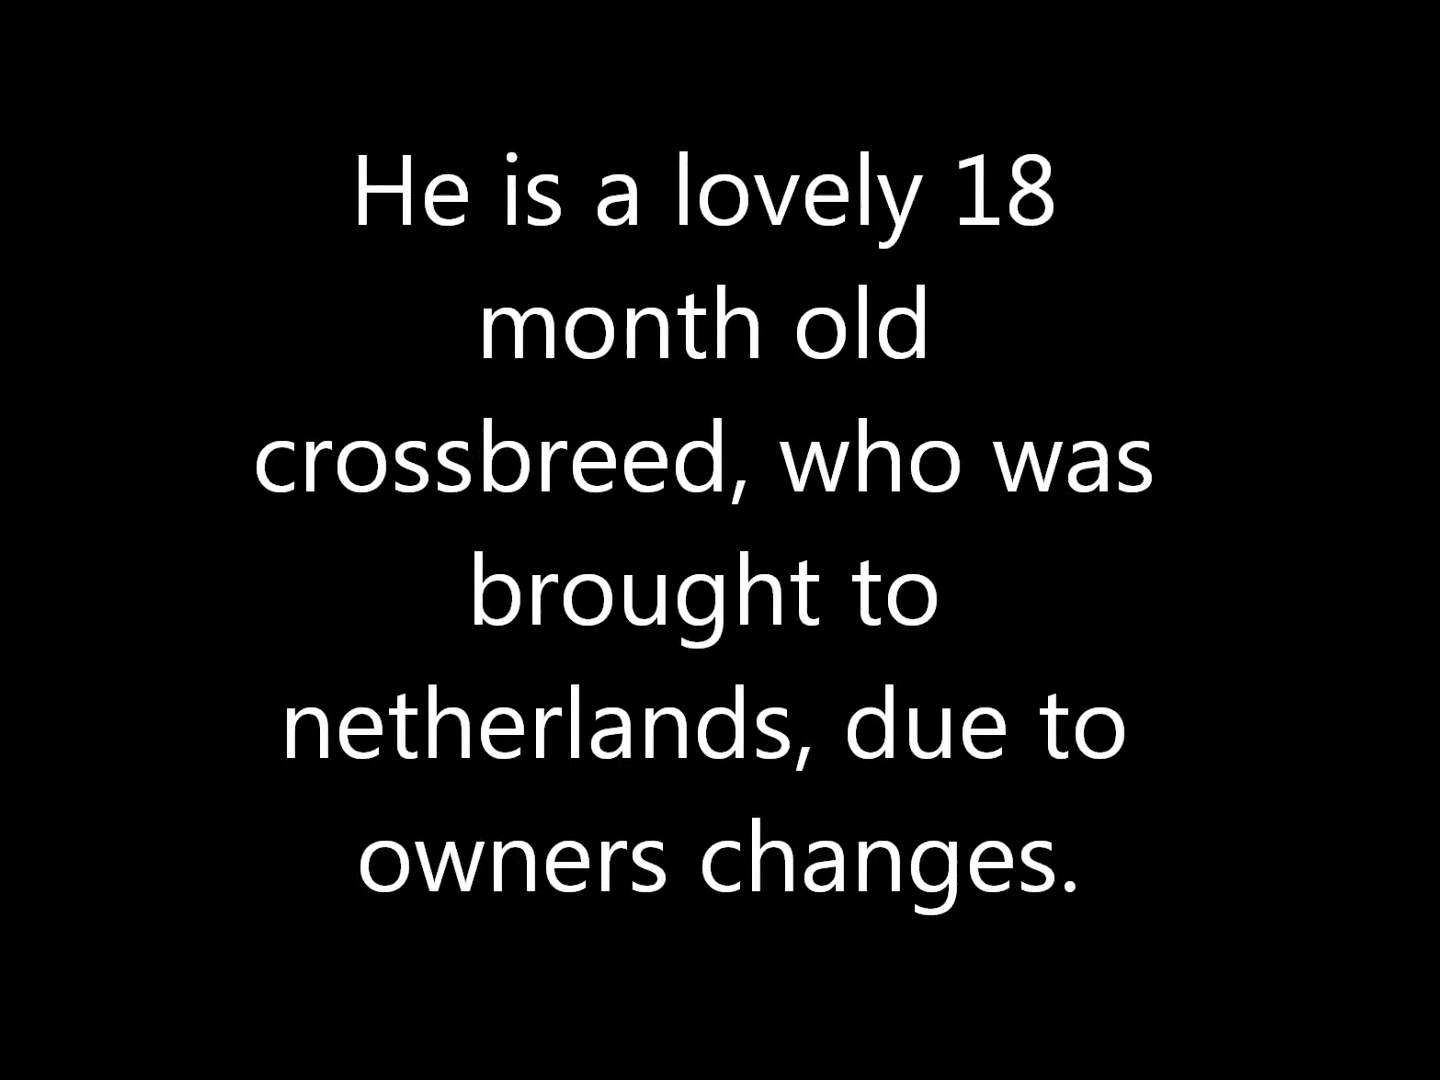 He is a lovely 18
month old
crossbreed, who was
brought to
netherlands, due to
owners changes.